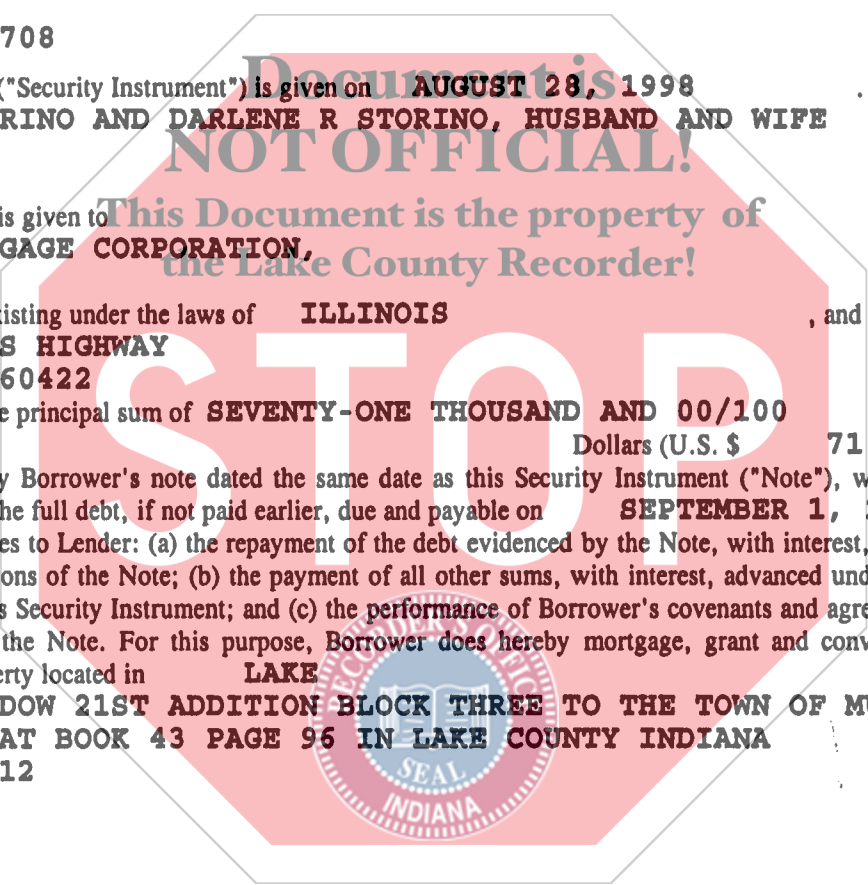 708
("Security Instrument") is given on AUGUST 28, 1998
Document is
RINO AND DARLENE R STORINO, HUSBAND AND WIFE
NOT OFFICIAL!
is given to
This Document is the property of
GAGE CORPORATION,
the Lake County Recorder!
isting under the laws of ILLINOIS , and
S HIGHWAY
60422
STOP
e principal sum of SEVENTY-ONE THOUSAND AND 00/100
Dollars (U.S. $ 71
y Borrower's note dated the same date as this Security Instrument ("Note"), w
he full debt, if not paid earlier, due and payable on SEPTEMBER 1,
es to Lender: (a) the repayment of the debt evidenced by the Note, with interest,
ons of the Note; (b) the payment of all other sums, with interest, advanced und
s Security Instrument; and (c) the performance of Borrower's covenants and agre
the Note. For this purpose, Borrower does hereby mortgage, grant and conv
erty located in LAKE
RECORDER'S OFFICE
DOW 21ST ADDITION BLOCK THREE TO THE TOWN OF MU
AT BOOK 43 PAGE 96 IN LAKE COUNTY INDIANA
12
SEAL
INDIANA